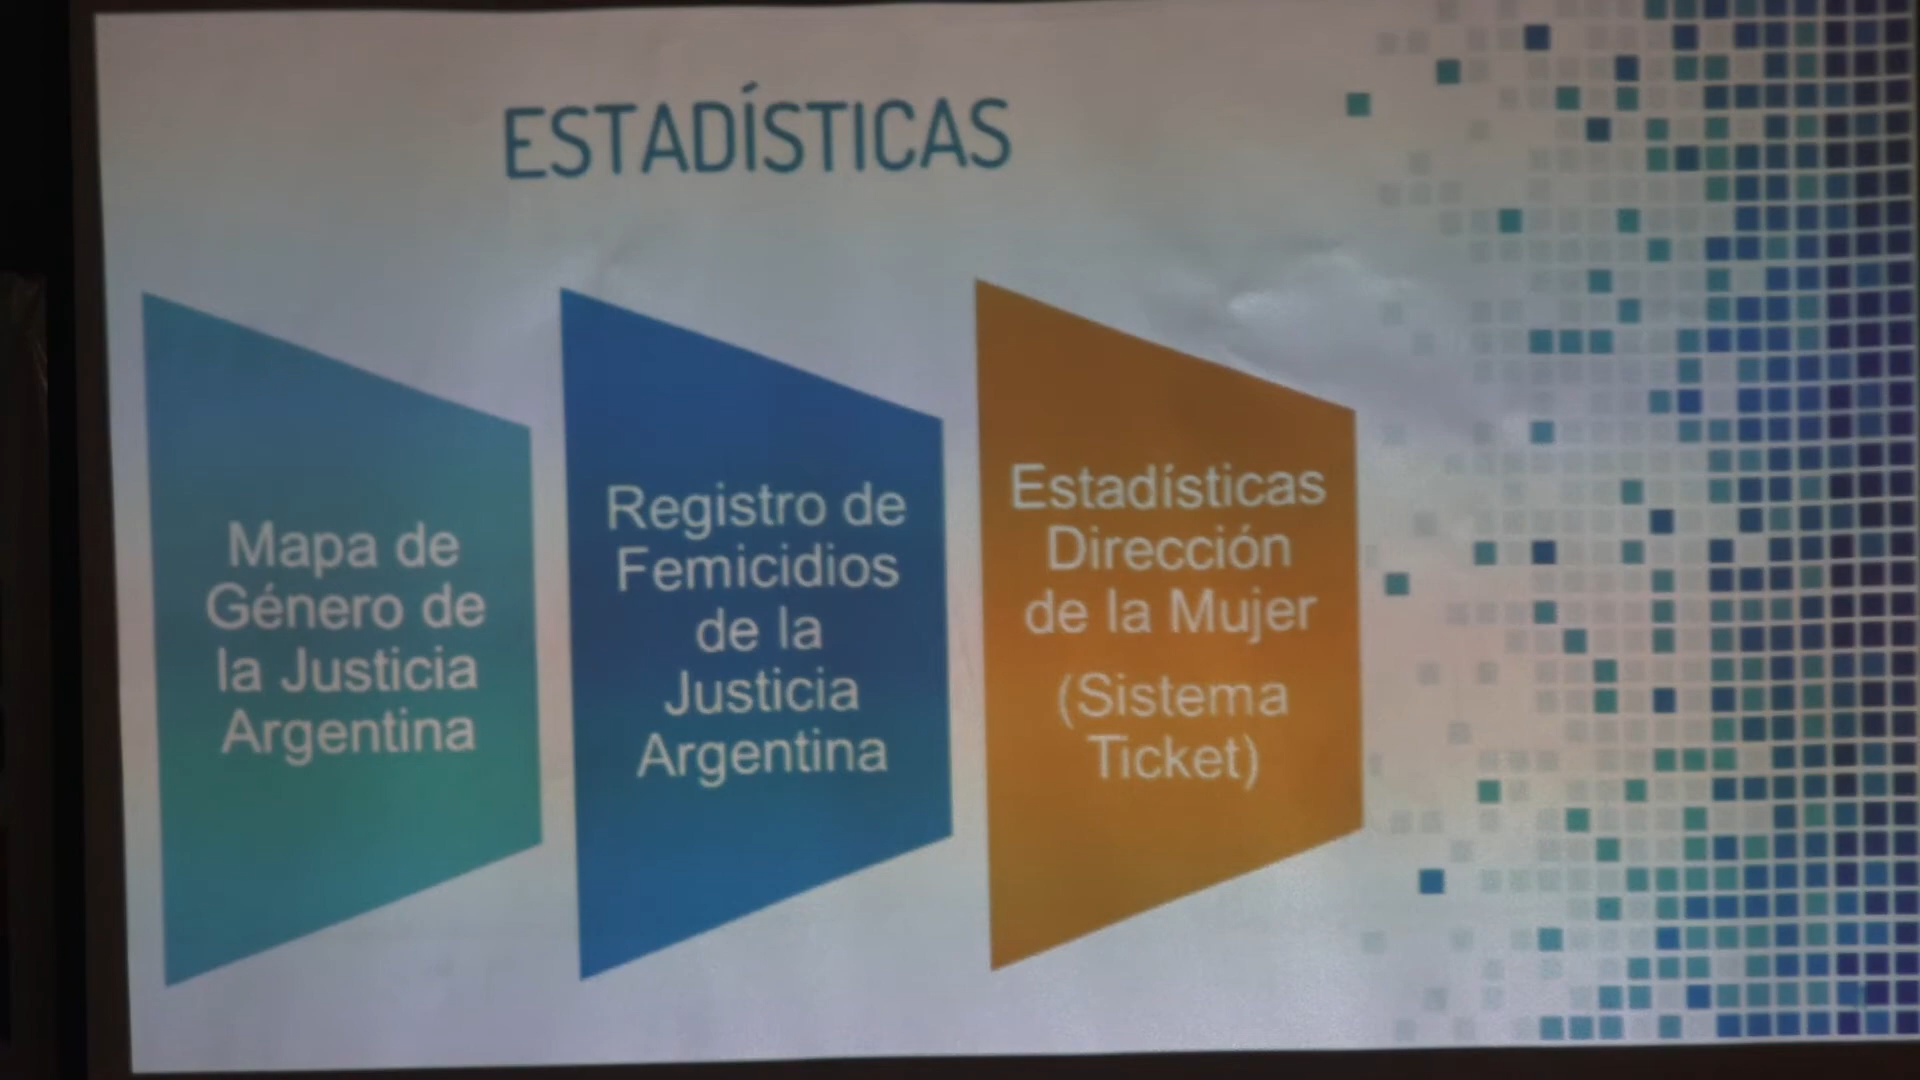 ESTADÍSTICAS
Mapa de
Género de
la Justicia
Argentina
Registro de
Femicidios
de la
Justicia
Argentina
Estadísticas
Dirección
de la Mujer
(Sistema
Ticket)